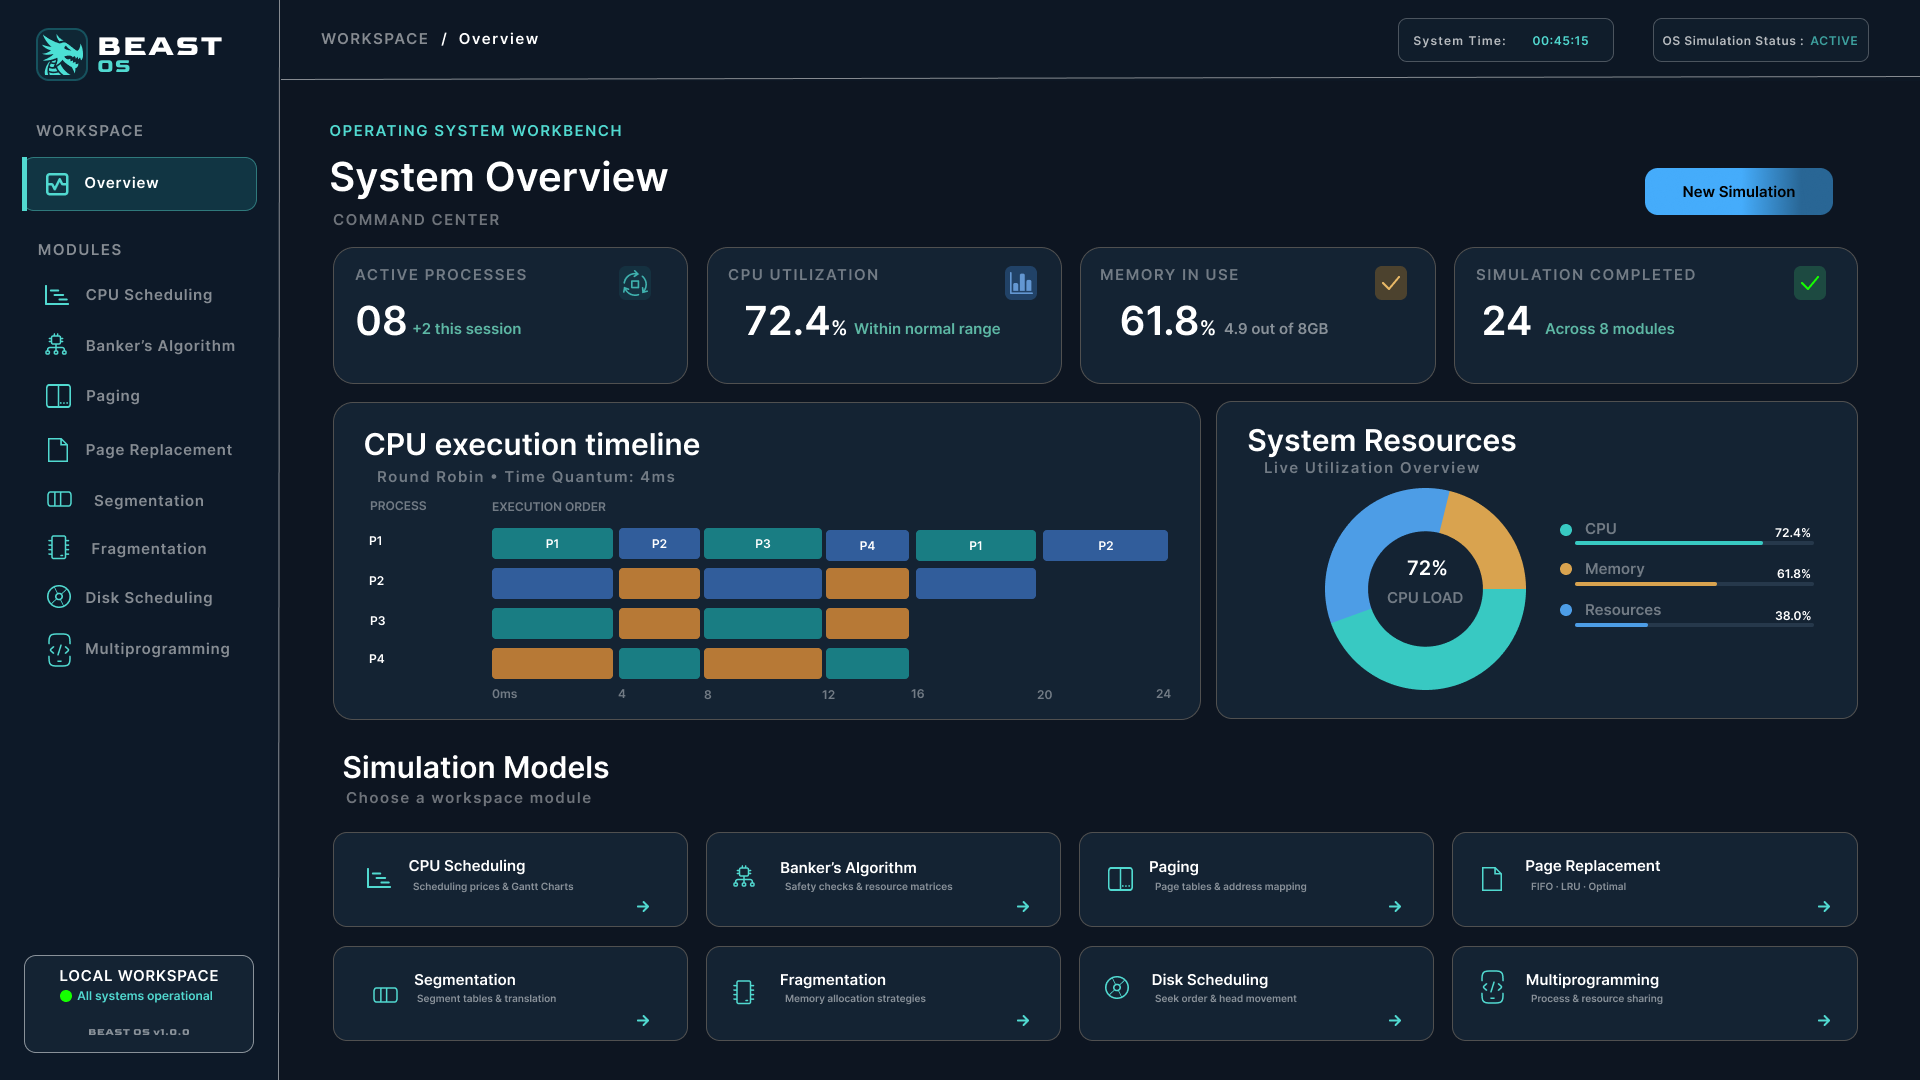 BEAST
OS
WORKSPACE
Overview
MODULES
CPU Scheduling
Banker’s Algorithm
Paging
Page Replacement
Segmentation
Fragmentation
Disk Scheduling
Multiprogramming
LOCAL WORKSPACE
All systems operational
BEAST OS v1.0.0
WORKSPACE / Overview
System Time: 00:45:15
OS Simulation Status : ACTIVE
OPERATING SYSTEM WORKBENCH
System Overview
COMMAND CENTER
New Simulation
ACTIVE PROCESSES
08 +2 this session
CPU UTILIZATION
72.4% Within normal range
MEMORY IN USE
61.8% 4.9 out of 8GB
SIMULATION COMPLETED
24 Across 8 modules
CPU execution timeline
Round Robin • Time Quantum: 4ms
PROCESS EXECUTION ORDER
P1 P1 P2 P3 P4 P1 P2
P2
P3
P4
0ms 4 8 12 16 20 24
System Resources
Live Utilization Overview
72%
CPU LOAD
CPU 72.4%
Memory 61.8%
Resources 38.0%
Simulation Models
Choose a workspace module
CPU Scheduling
Scheduling prices & Gantt Charts
Banker’s Algorithm
Safety checks & resource matrices
Paging
Page tables & address mapping
Page Replacement
FIFO · LRU · Optimal
Segmentation
Segment tables & translation
Fragmentation
Memory allocation strategies
Disk Scheduling
Seek order & head movement
Multiprogramming
Process & resource sharing